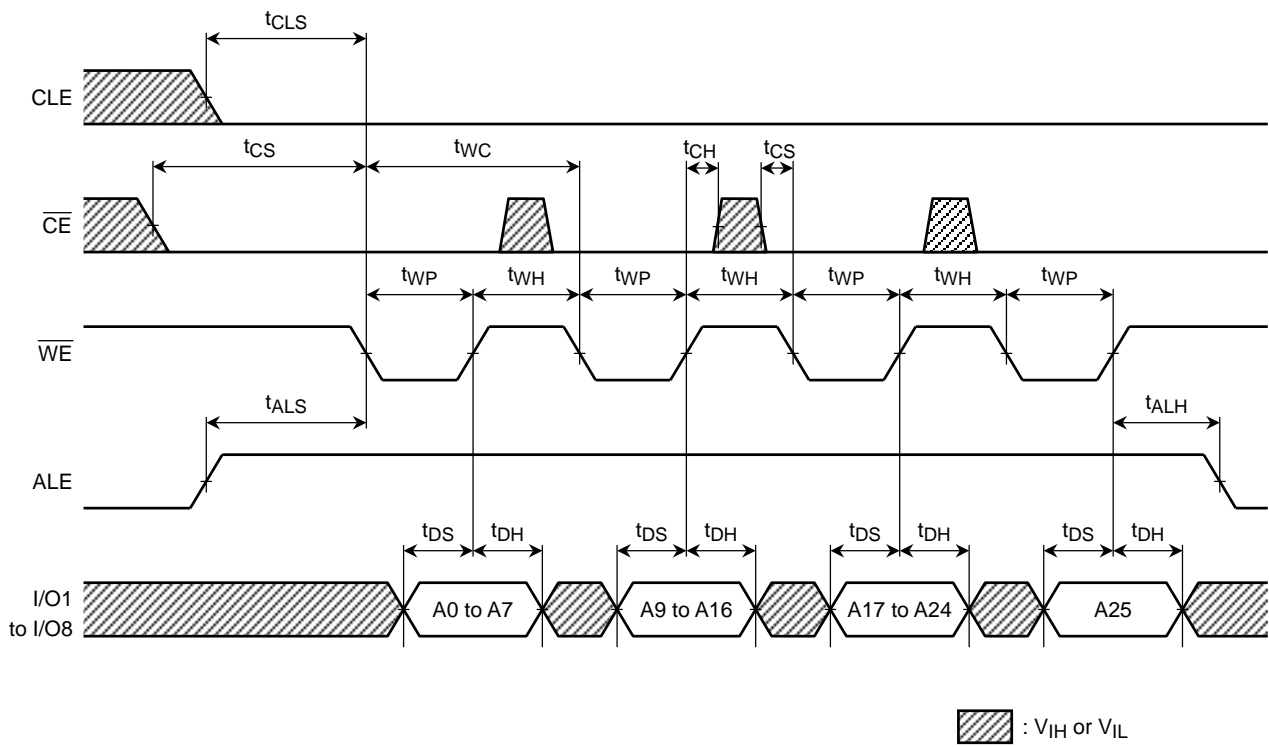 tCLS
CLE
tCS tWC tCH tCS
CE
tWP tWH tWP tWH tWP tWH tWP
WE
tALS tALH
ALE
tDS tDH tDS tDH tDS tDH tDS tDH
I/O1
to I/O8
A0 to A7 A9 to A16 A17 to A24 A25
: VIH or VIL